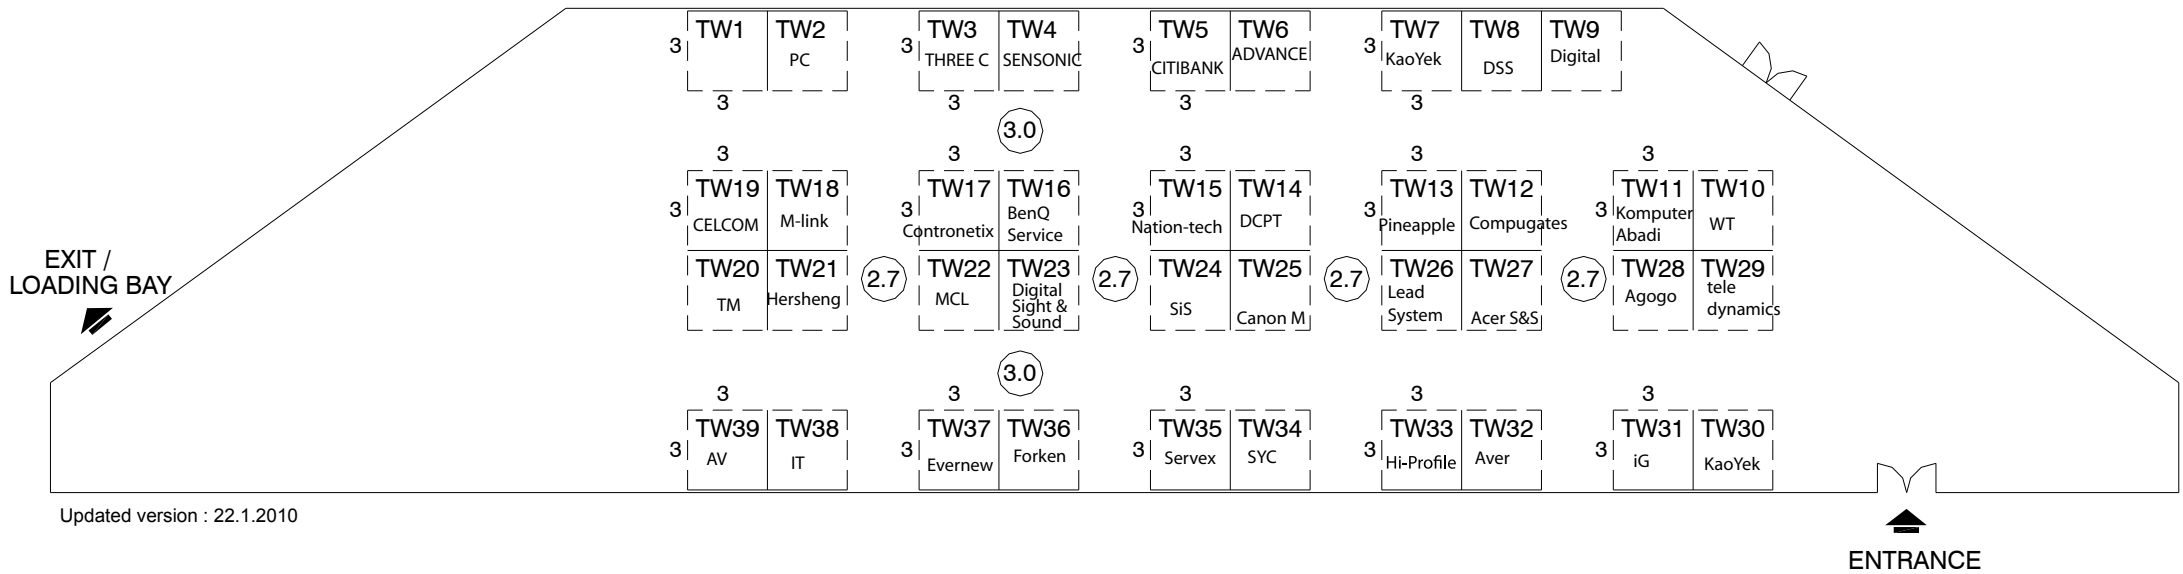 TW1 TW2 TW3 TW4 TW5 TW6 TW7 TW8 TW9
3 PC 3 THREE C SENSONIC 3 CITIBANK ADVANCE 3 KaoYek DSS Digital
3 3 3 3
3.0
3 3 3 3 3
TW19 TW18 TW17 TW16 TW15 TW14 TW13 TW12 TW11 TW10
3 CELCOM M-link 3 Contronetix BenQ 3 Nation-tech DCPT 3 Pineapple Compugates 3 Komputer WT
Service Abadi
EXIT /
LOADING BAY
TW20 TW21 TW22 TW23 TW24 TW25 TW26 TW27 TW28 TW29
2.7 2.7 2.7 2.7
TM Hersheng MCL Digital SiS Canon M Lead Acer S&S Agogo tele
Sight & System dynamics
Sound
3.0
3 3 3 3 3
TW39 TW38 TW37 TW36 TW35 TW34 TW33 TW32 TW31 TW30
3 AV IT 3 Evernew Forken 3 Servex SYC 3 Hi-Profile Aver 3 iG KaoYek
Updated version : 22.1.2010
ENTRANCE